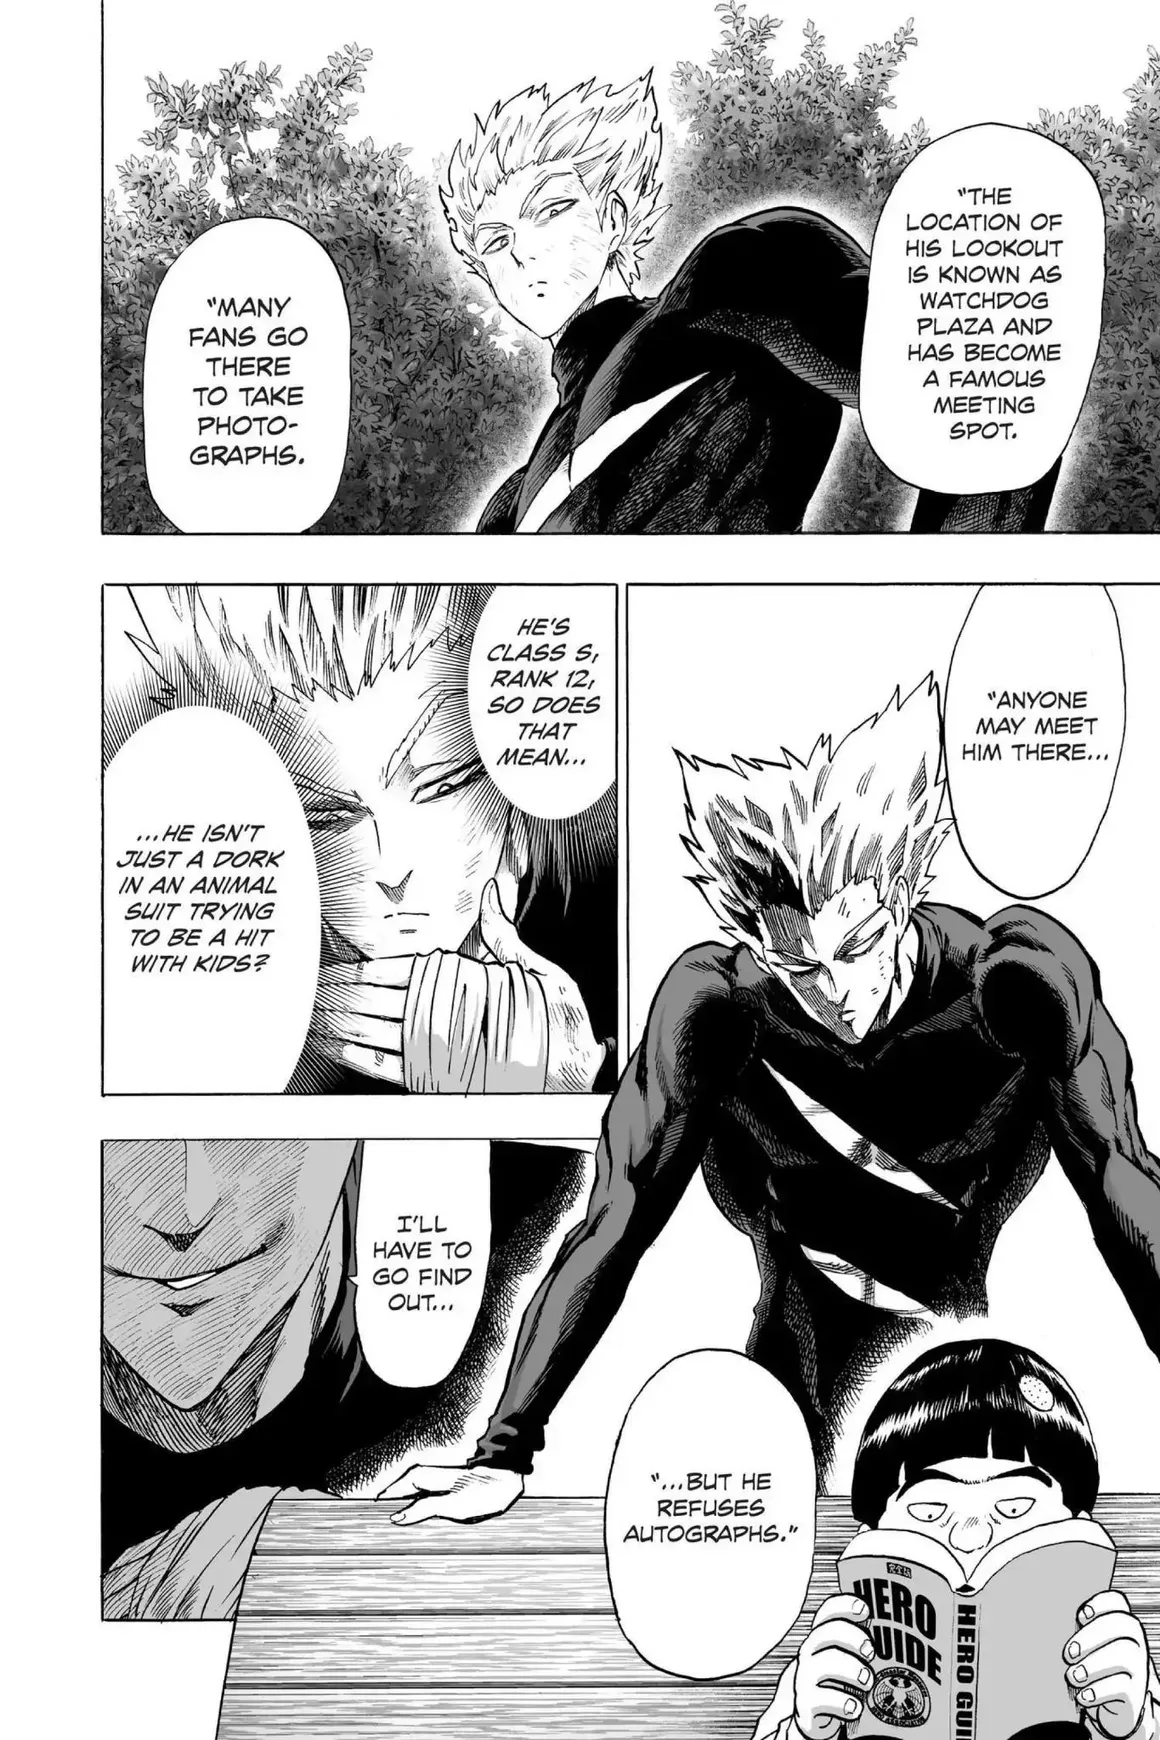 "THE
LOCATION OF
HIS LOOKOUT
IS KNOWN AS
WATCHDOG
PLAZA AND
HAS BECOME
A FAMOUS
MEETING
SPOT.
"MANY
FANS GO
THERE
TO TAKE
PHOTO-
GRAPHS.
"ANYONE
MAY MEET
HIM THERE...
"...BUT HE
REFUSES
AUTOGRAPHS."
HERO
GUIDE
HERO GUI
HE'S
CLASS S,
RANK 12,
SO DOES
THAT
MEAN...
...HE ISN'T
JUST A DORK
IN AN ANIMAL
SUIT TRYING
TO BE A HIT
WITH KIDS?
I'LL
HAVE TO
GO FIND
OUT...